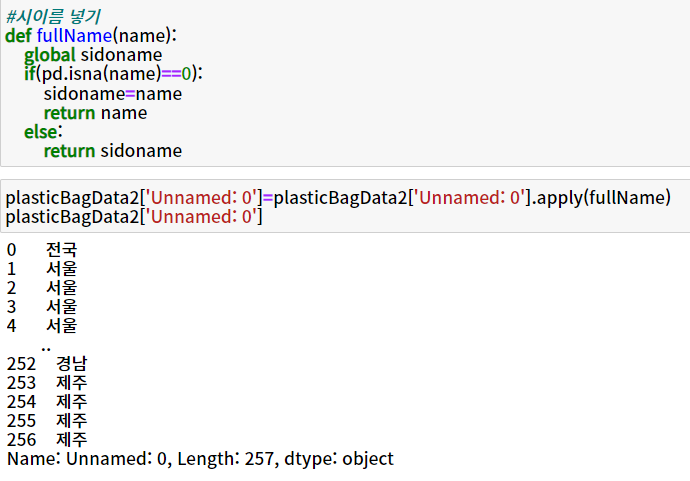 #시이름 넣기
def fullName(name):
    global sidoname
    if(pd.isna(name)==0):
        sidoname=name
        return name
    else:
        return sidoname
plasticBagData2['Unnamed: 0']=plasticBagData2['Unnamed: 0'].apply(fullName)
plasticBagData2['Unnamed: 0']
0      전국
1      서울
2      서울
3      서울
4      서울
       ..
252    경남
253    제주
254    제주
255    제주
256    제주
Name: Unnamed: 0, Length: 257, dtype: object